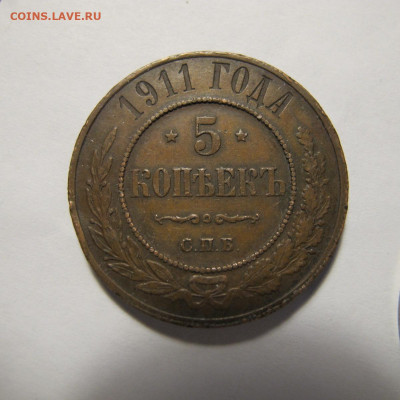 COINS.LAVE.RU
1911 ГОДА
5
КОПѢЕКЪ
С.П.Б